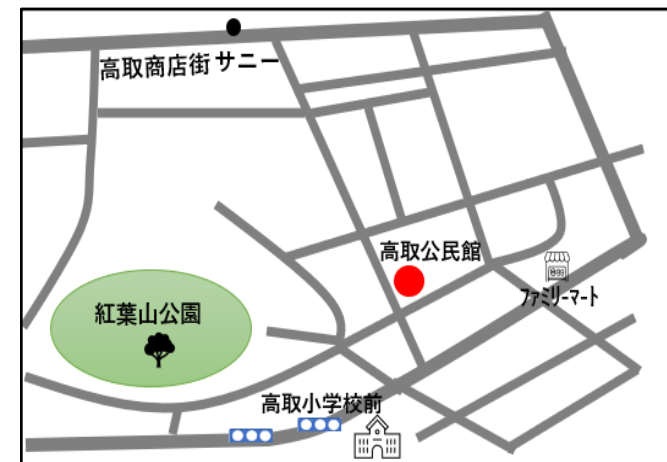 高取商店街 サニー
高取公民館
ファミリーマート
紅葉山公園
高取小学校前